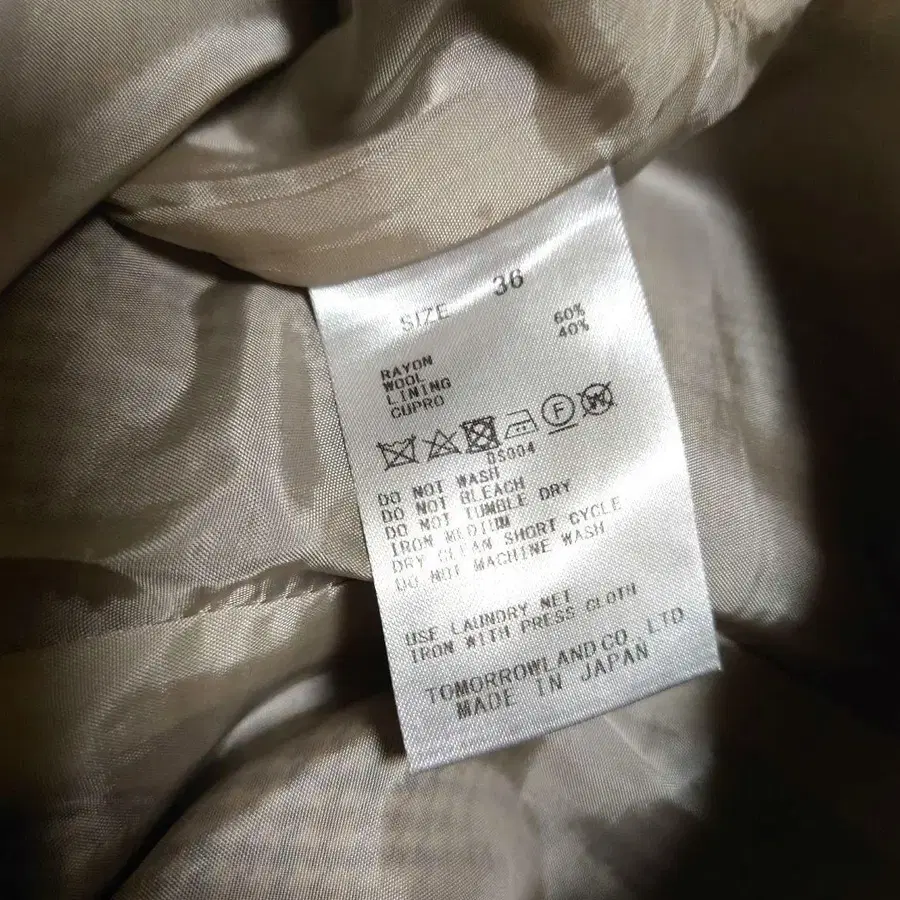 SIZE 36
RAYON 60%
WOOL 40%
LINING
CUPRO
F W
DS004
DO NOT WASH
DO NOT BLEACH
DO NOT TUMBLE DRY
IRON MEDIUM
DRY CLEAN SHORT CYCLE
DO NOT MACHINE WASH
USE LAUNDRY NET
IRON WITH PRESS CLOTH
TOMORROWLAND CO., LTD
MADE IN JAPAN